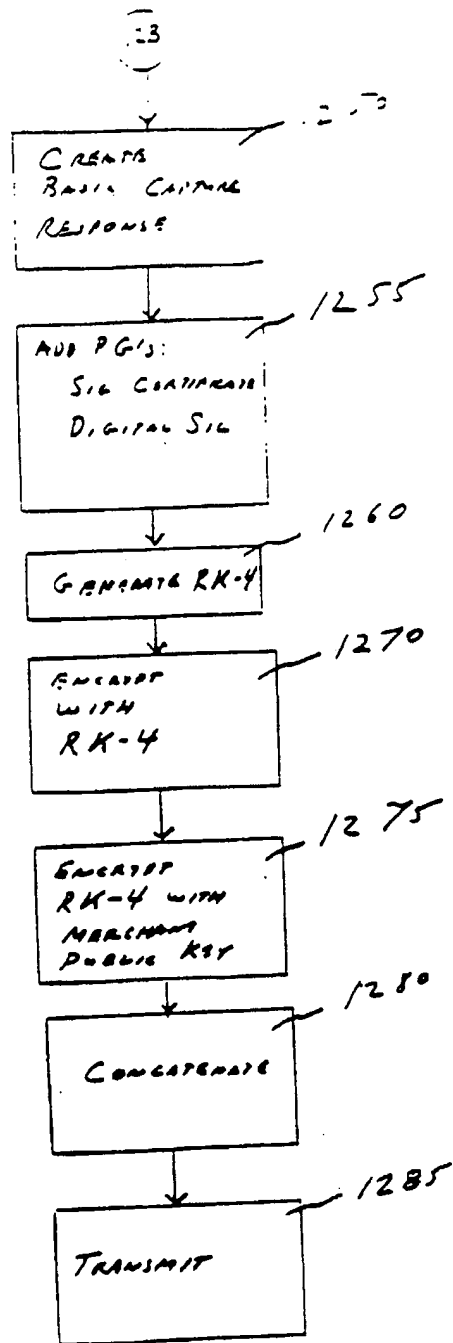 CREATE
BASIC CAPTURE
RESPONSE
1255
ADD PG'S:
SIG CERTIFICATE
DIGITAL SIG
1260
GENERATE RK-4
1270
ENCRYPT
WITH
RK-4
1275
ENCRYPT
RK-4 WITH
MERCHANT
PUBLIC KEY
1280
CONCATENATE
1285
TRANSMIT